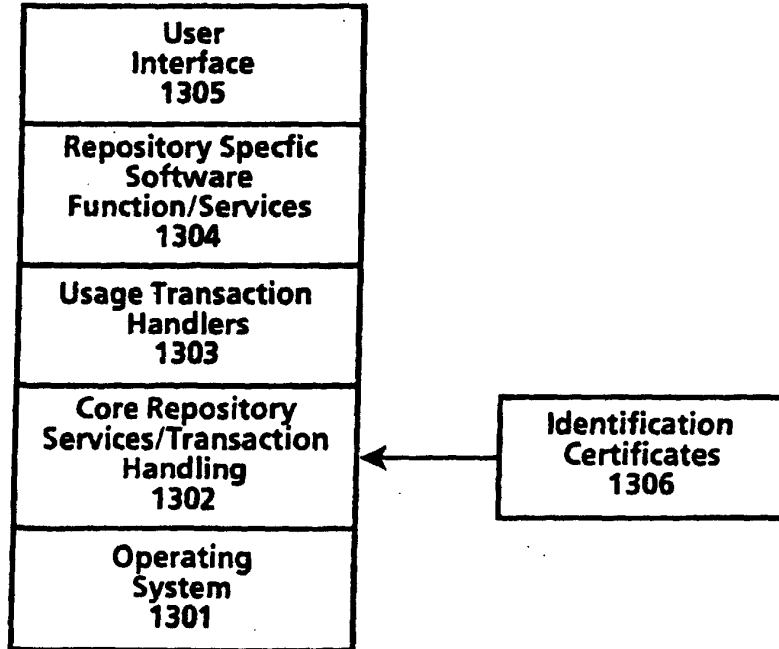 User
Interface
1305
Repository Specfic
Software
Function/Services
1304
Usage Transaction
Handlers
1303
Core Repository
Services/Transaction
Handling
1302
Identification
Certificates
1306
Operating
System
1301